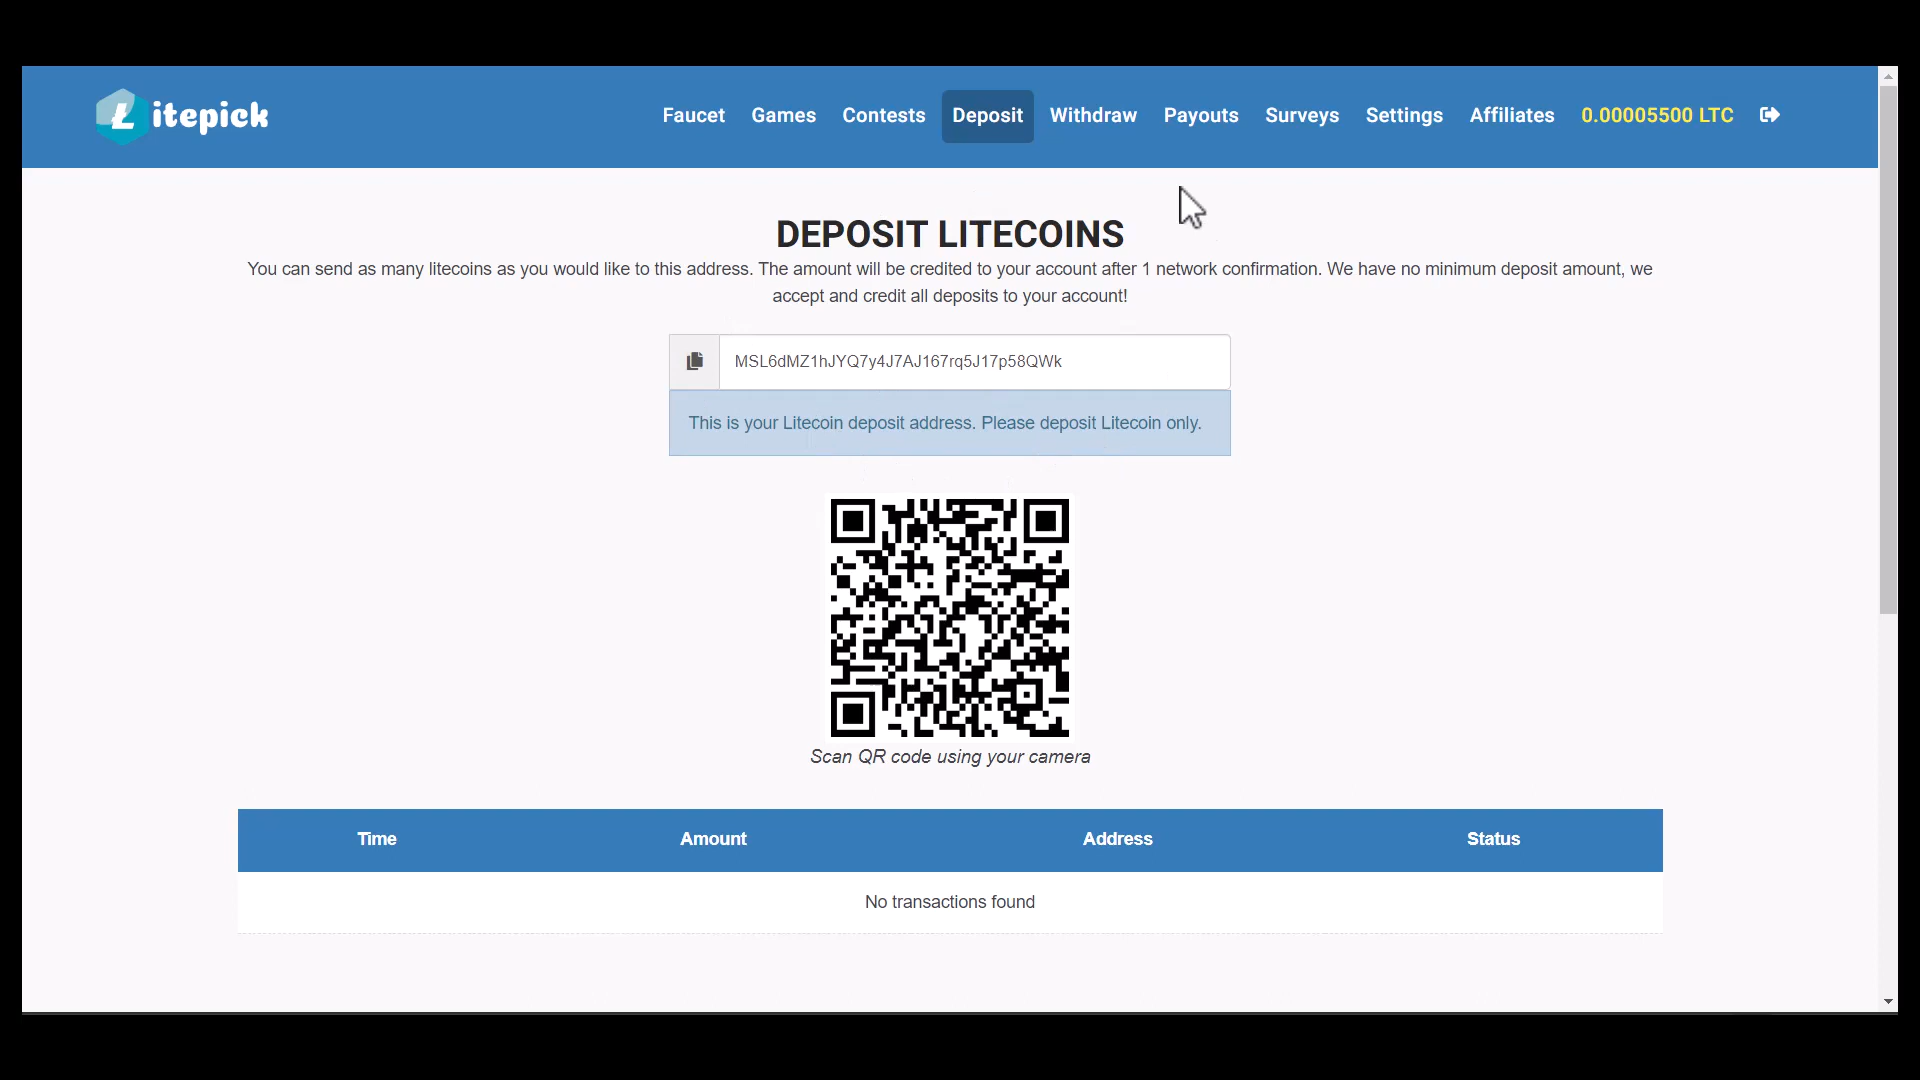 Litepick
Faucet Games Contests Deposit Withdraw Payouts Surveys Settings Affiliates 0.00005500 LTC
DEPOSIT LITECOINS
You can send as many litecoins as you would like to this address. The amount will be credited to your account after 1 network confirmation. We have no minimum deposit amount, we
accept and credit all deposits to your account!
MSL6dMZ1hJYQ7y4J7AJ167rq5J17p58QWk
This is your Litecoin deposit address. Please deposit Litecoin only.
Scan QR code using your camera
Time Amount Address Status
No transactions found